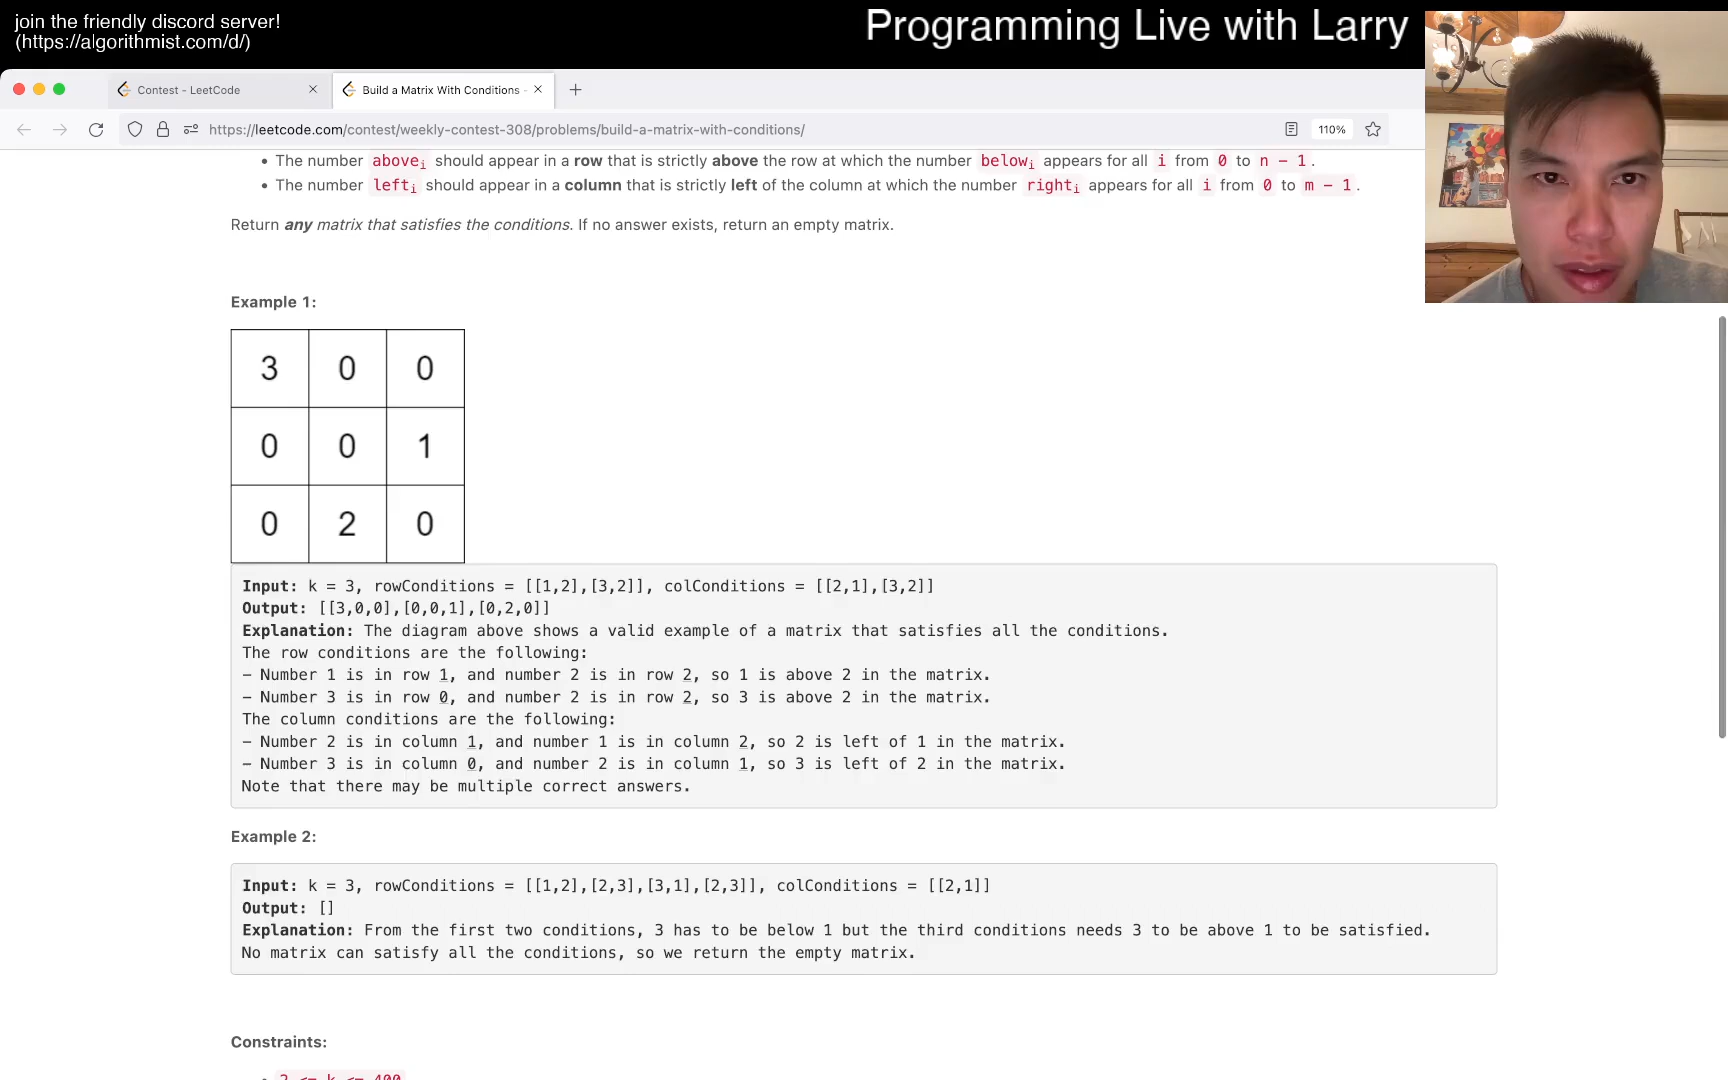 join the friendly discord server!
(https://algorithmist.com/d/)
Programming Live with Larry
Contest - LeetCode
Build a Matrix With Conditions -
https://leetcode.com/contest/weekly-contest-308/problems/build-a-matrix-with-conditions/
110%
• The number aboveᵢ should appear in a row that is strictly above the row at which the number belowᵢ appears for all i from 0 to n - 1.
• The number leftᵢ should appear in a column that is strictly left of the column at which the number rightᵢ appears for all i from 0 to m - 1.
Return any matrix that satisfies the conditions. If no answer exists, return an empty matrix.
Example 1:
3 0 0
0 0 1
0 2 0
Input: k = 3, rowConditions = [[1,2],[3,2]], colConditions = [[2,1],[3,2]]
Output: [[3,0,0],[0,0,1],[0,2,0]]
Explanation: The diagram above shows a valid example of a matrix that satisfies all the conditions.
The row conditions are the following:
- Number 1 is in row 1, and number 2 is in row 2, so 1 is above 2 in the matrix.
- Number 3 is in row 0, and number 2 is in row 2, so 3 is above 2 in the matrix.
The column conditions are the following:
- Number 2 is in column 1, and number 1 is in column 2, so 2 is left of 1 in the matrix.
- Number 3 is in column 0, and number 2 is in column 1, so 3 is left of 2 in the matrix.
Note that there may be multiple correct answers.
Example 2:
Input: k = 3, rowConditions = [[1,2],[2,3],[3,1],[2,3]], colConditions = [[2,1]]
Output: []
Explanation: From the first two conditions, 3 has to be below 1 but the third conditions needs 3 to be above 1 to be satisfied.
No matrix can satisfy all the conditions, so we return the empty matrix.
Constraints:
• 2 <= k <= 400